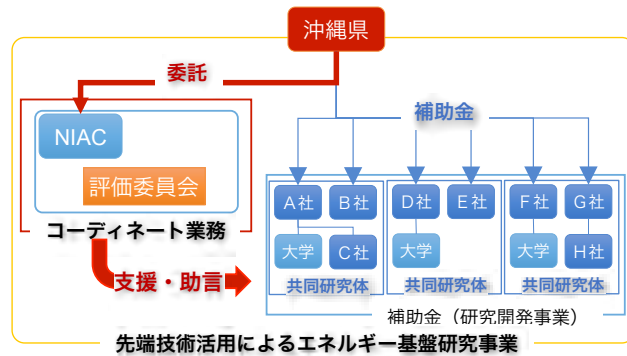 沖縄県
委託
補助金
NIAC
評価委員会
コーディネート業務
A社 B社 D社 E社 F社 G社
大学 C社 大学 大学 H社
共同研究体 共同研究体 共同研究体
支援・助言
補助金（研究開発事業）
先端技術活用によるエネルギー基盤研究事業